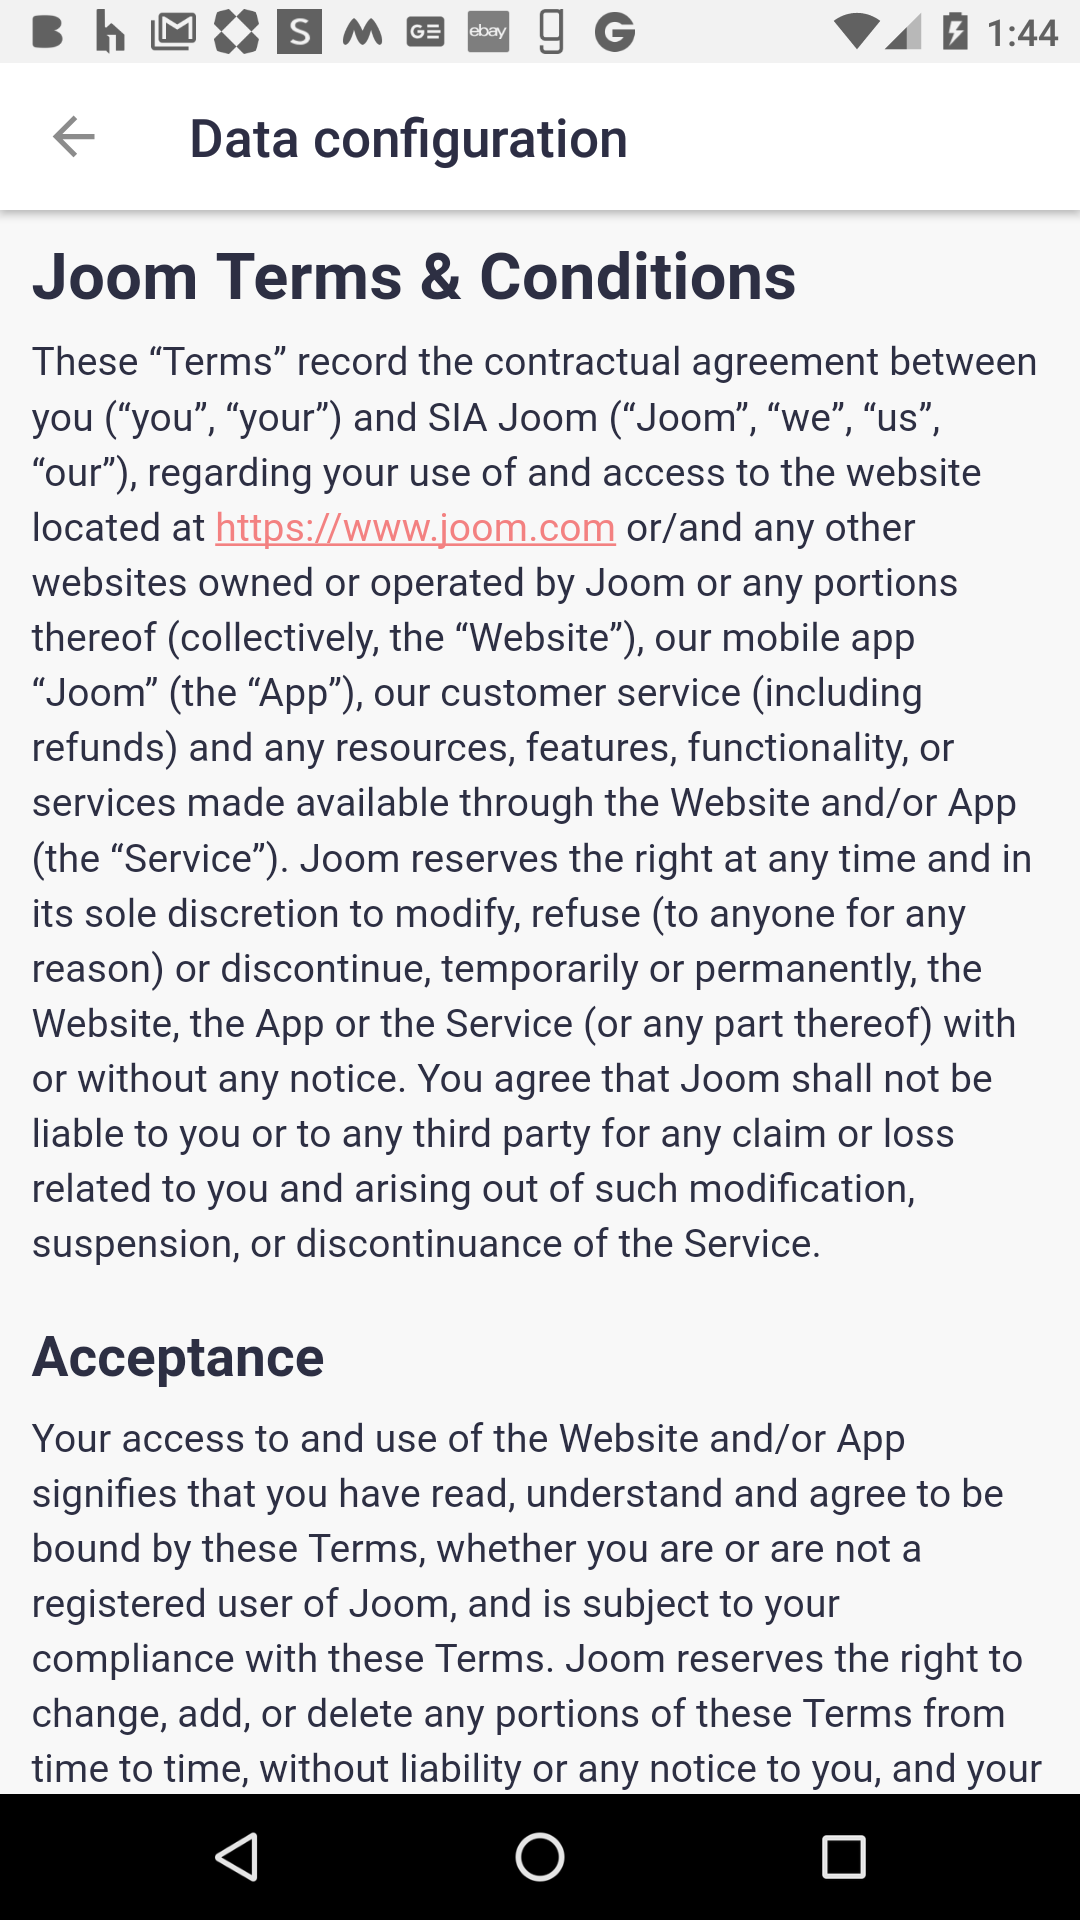 B h M S GE ebay g G 1:44
Data configuration
Joom Terms & Conditions
These “Terms” record the contractual agreement between
you (“you”, “your”) and SIA Joom (“Joom”, “we”, “us”,
“our”), regarding your use of and access to the website
located at https://www.joom.com or/and any other
websites owned or operated by Joom or any portions
thereof (collectively, the “Website”), our mobile app
“Joom” (the “App”), our customer service (including
refunds) and any resources, features, functionality, or
services made available through the Website and/or App
(the “Service”). Joom reserves the right at any time and in
its sole discretion to modify, refuse (to anyone for any
reason) or discontinue, temporarily or permanently, the
Website, the App or the Service (or any part thereof) with
or without any notice. You agree that Joom shall not be
liable to you or to any third party for any claim or loss
related to you and arising out of such modification,
suspension, or discontinuance of the Service.
Acceptance
Your access to and use of the Website and/or App
signifies that you have read, understand and agree to be
bound by these Terms, whether you are or are not a
registered user of Joom, and is subject to your
compliance with these Terms. Joom reserves the right to
change, add, or delete any portions of these Terms from
time to time, without liability or any notice to you, and your